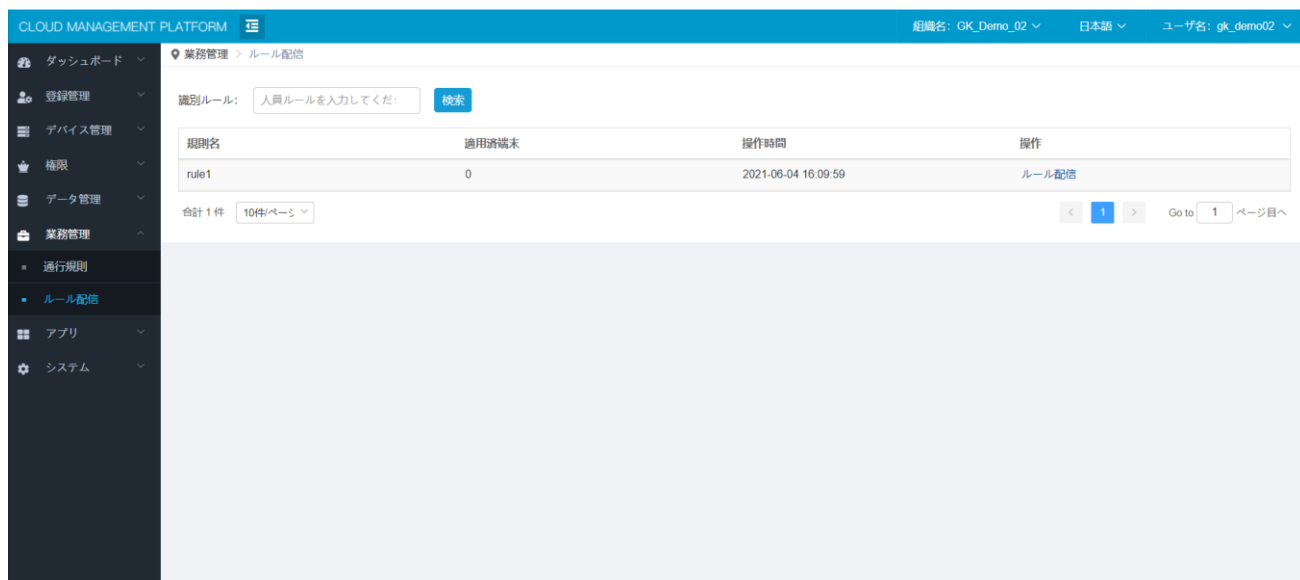 CLOUD MANAGEMENT PLATFORM 組織名: GK_Demo_02 日本語 ユーザ名: gk_demo02
ダッシュボード
登録管理
デバイス管理
権限
データ管理
業務管理
通行規則
ルール配信
アプリ
システム
業務管理 > ルール配信
識別ルール: 人員ルールを入力してくだ 検索
規則名 適用済端末 操作時間 操作
rule1 0 2021-06-04 16:09:59 ルール配信
合計 1 件 10件/ページ < 1 > Go to 1 ページ目へ